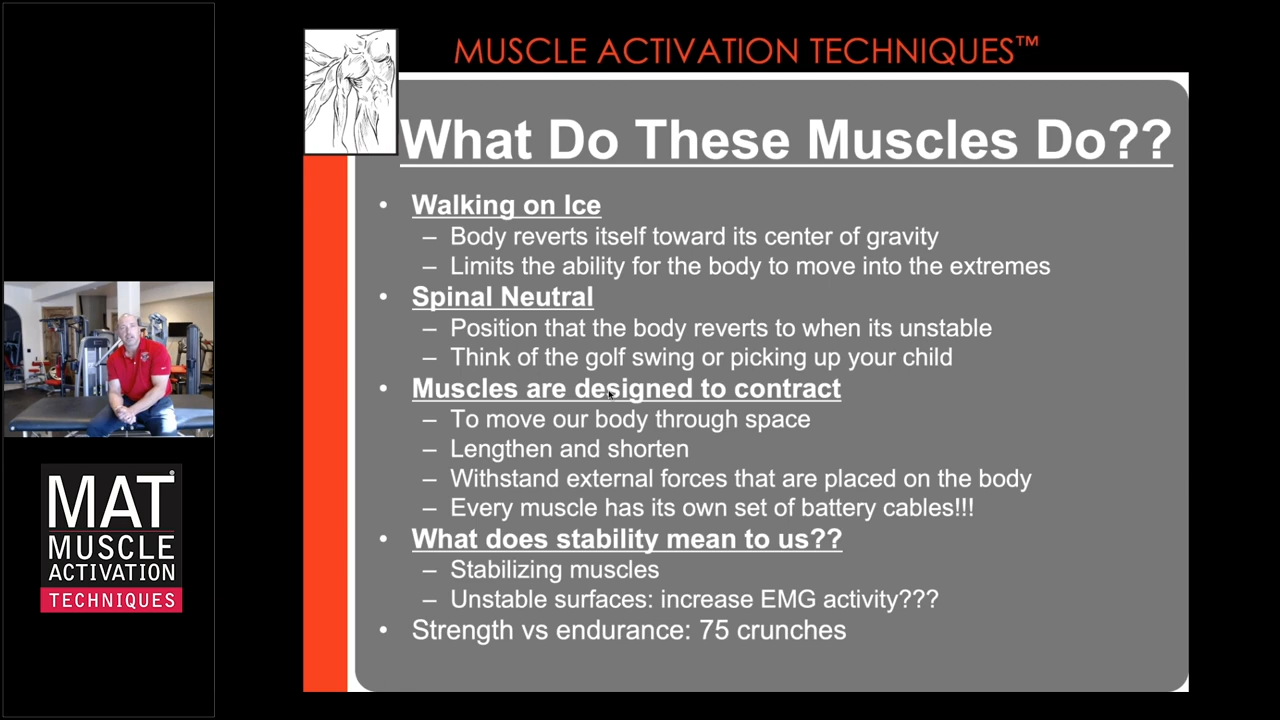 MUSCLE ACTIVATION TECHNIQUES™
What Do These Muscles Do??
• Walking on Ice
– Body reverts itself toward its center of gravity
– Limits the ability for the body to move into the extremes
• Spinal Neutral
– Position that the body reverts to when its unstable
– Think of the golf swing or picking up your child
• Muscles are designed to contract
– To move our body through space
– Lengthen and shorten
– Withstand external forces that are placed on the body
– Every muscle has its own set of battery cables!!!
• What does stability mean to us??
– Stabilizing muscles
– Unstable surfaces: increase EMG activity???
• Strength vs endurance: 75 crunches
MAT®
MUSCLE
ACTIVATION
TECHNIQUES